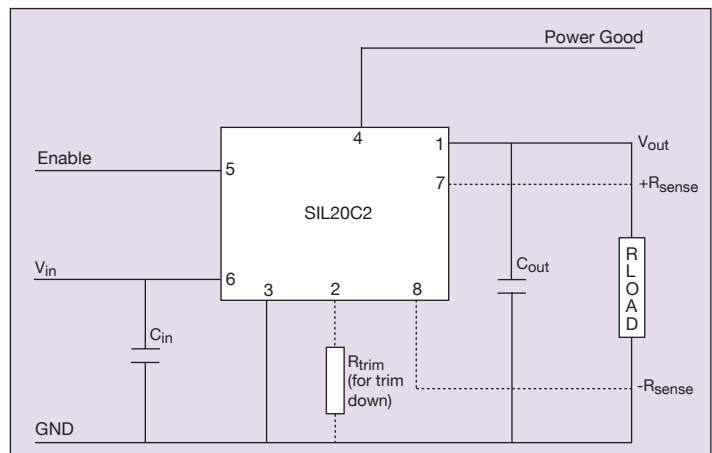 Power Good
4
1
Vout
Enable
5
7
+Rsense
SIL20C2
Vin
6
3
2
8
Cout
RLOAD
Cin
Rtrim
(for trim
down)
-Rsense
GND